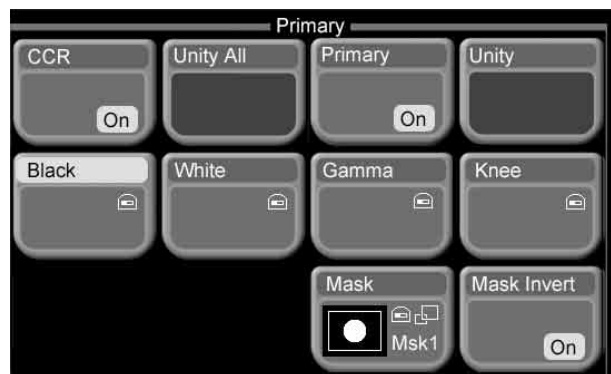 Primary
CCR
Unity All
Primary
Unity
On
On
Black
White
Gamma
Knee
Mask
Mask Invert
Msk1
On